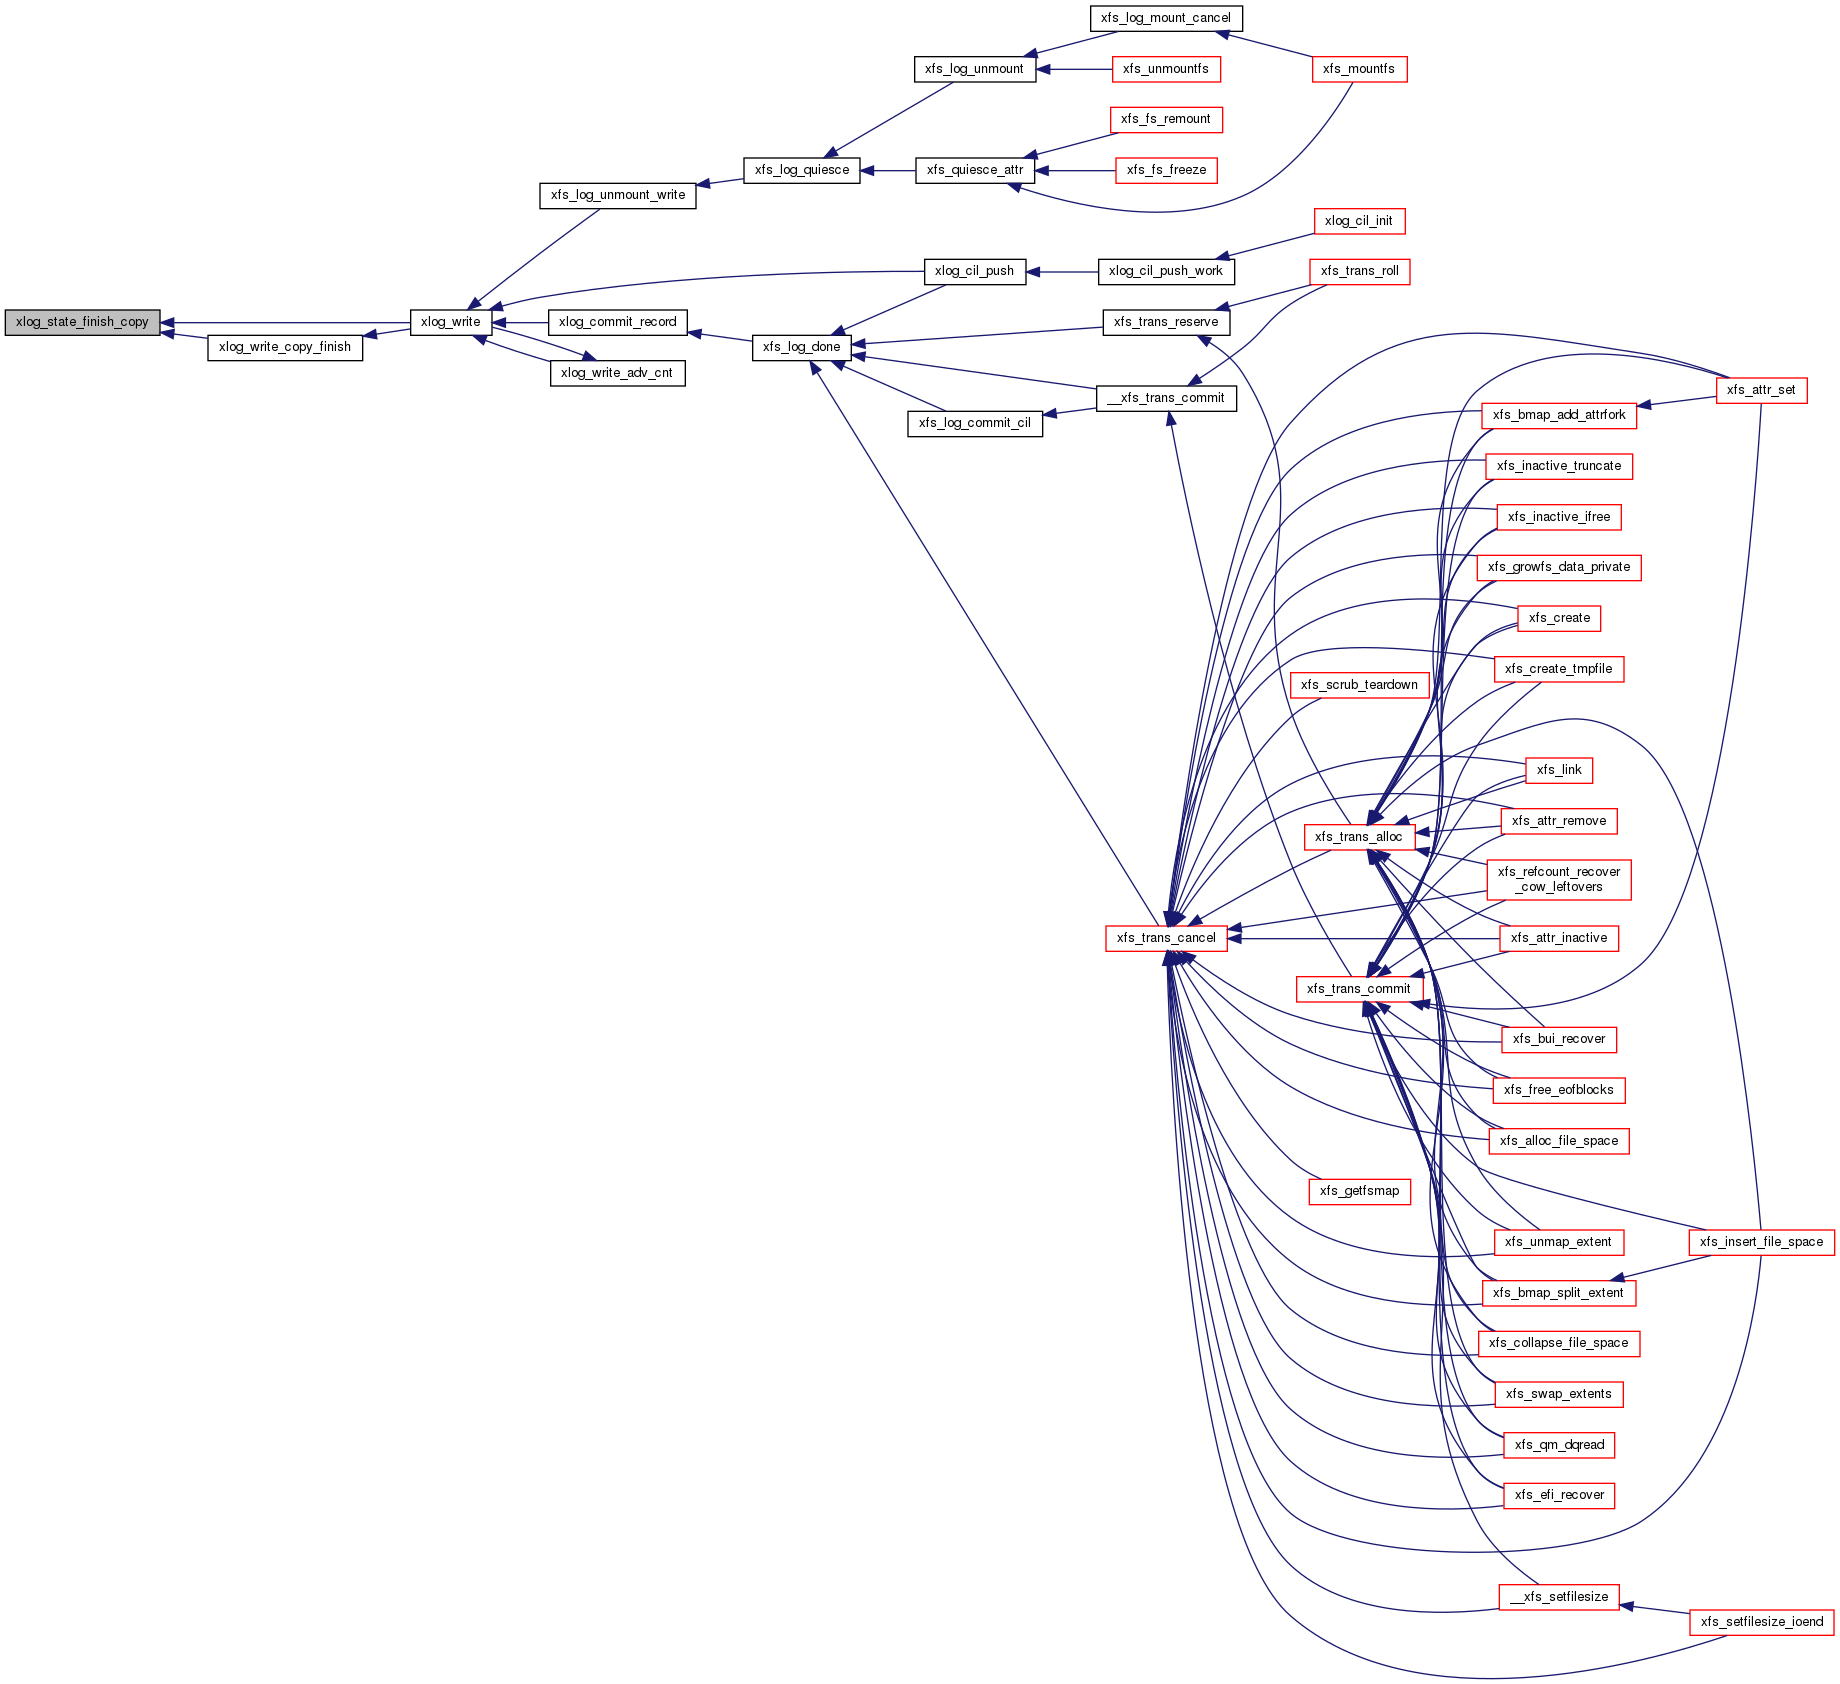 xfs_log_mount_cancel
xfs_log_unmount
xfs_unmountfs
xfs_mountfs
xfs_fs_remount
xfs_log_quiesce
xfs_quiesce_attr
xfs_fs_freeze
xfs_log_unmount_write
xlog_cil_init
xlog_cil_push
xlog_cil_push_work
xfs_trans_roll
xlog_state_finish_copy
xlog_write
xlog_commit_record
xfs_trans_reserve
xlog_write_copy_finish
xfs_log_done
xlog_write_adv_cnt
xfs_attr_set
__xfs_trans_commit
xfs_log_commit_cil
xfs_bmap_add_attrfork
xfs_inactive_truncate
xfs_inactive_ifree
xfs_growfs_data_private
xfs_create
xfs_create_tmpfile
xfs_scrub_teardown
xfs_link
xfs_attr_remove
xfs_trans_alloc
xfs_refcount_recover
_cow_leftovers
xfs_trans_cancel
xfs_attr_inactive
xfs_trans_commit
xfs_bui_recover
xfs_free_eofblocks
xfs_alloc_file_space
xfs_getfsmap
xfs_unmap_extent
xfs_insert_file_space
xfs_bmap_split_extent
xfs_collapse_file_space
xfs_swap_extents
xfs_qm_dqread
xfs_efi_recover
__xfs_setfilesize
xfs_setfilesize_ioend